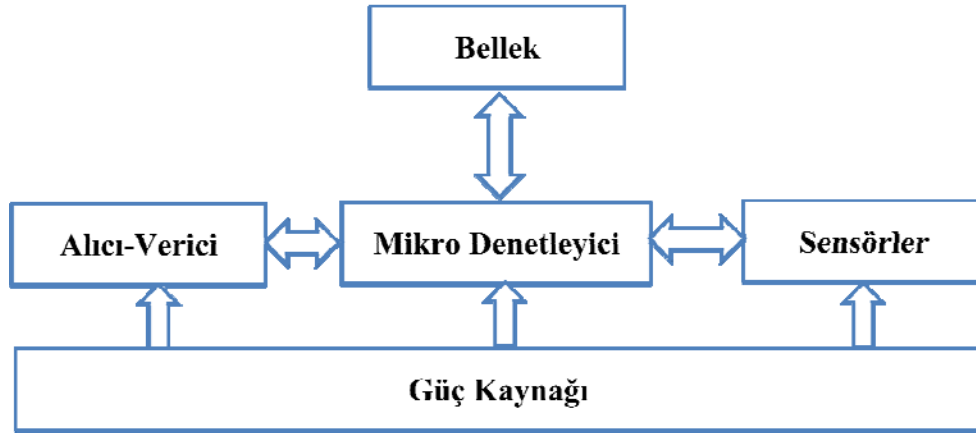 Bellek
Alıcı-Verici
Mikro Denetleyici
Sensörler
Güç Kaynağı